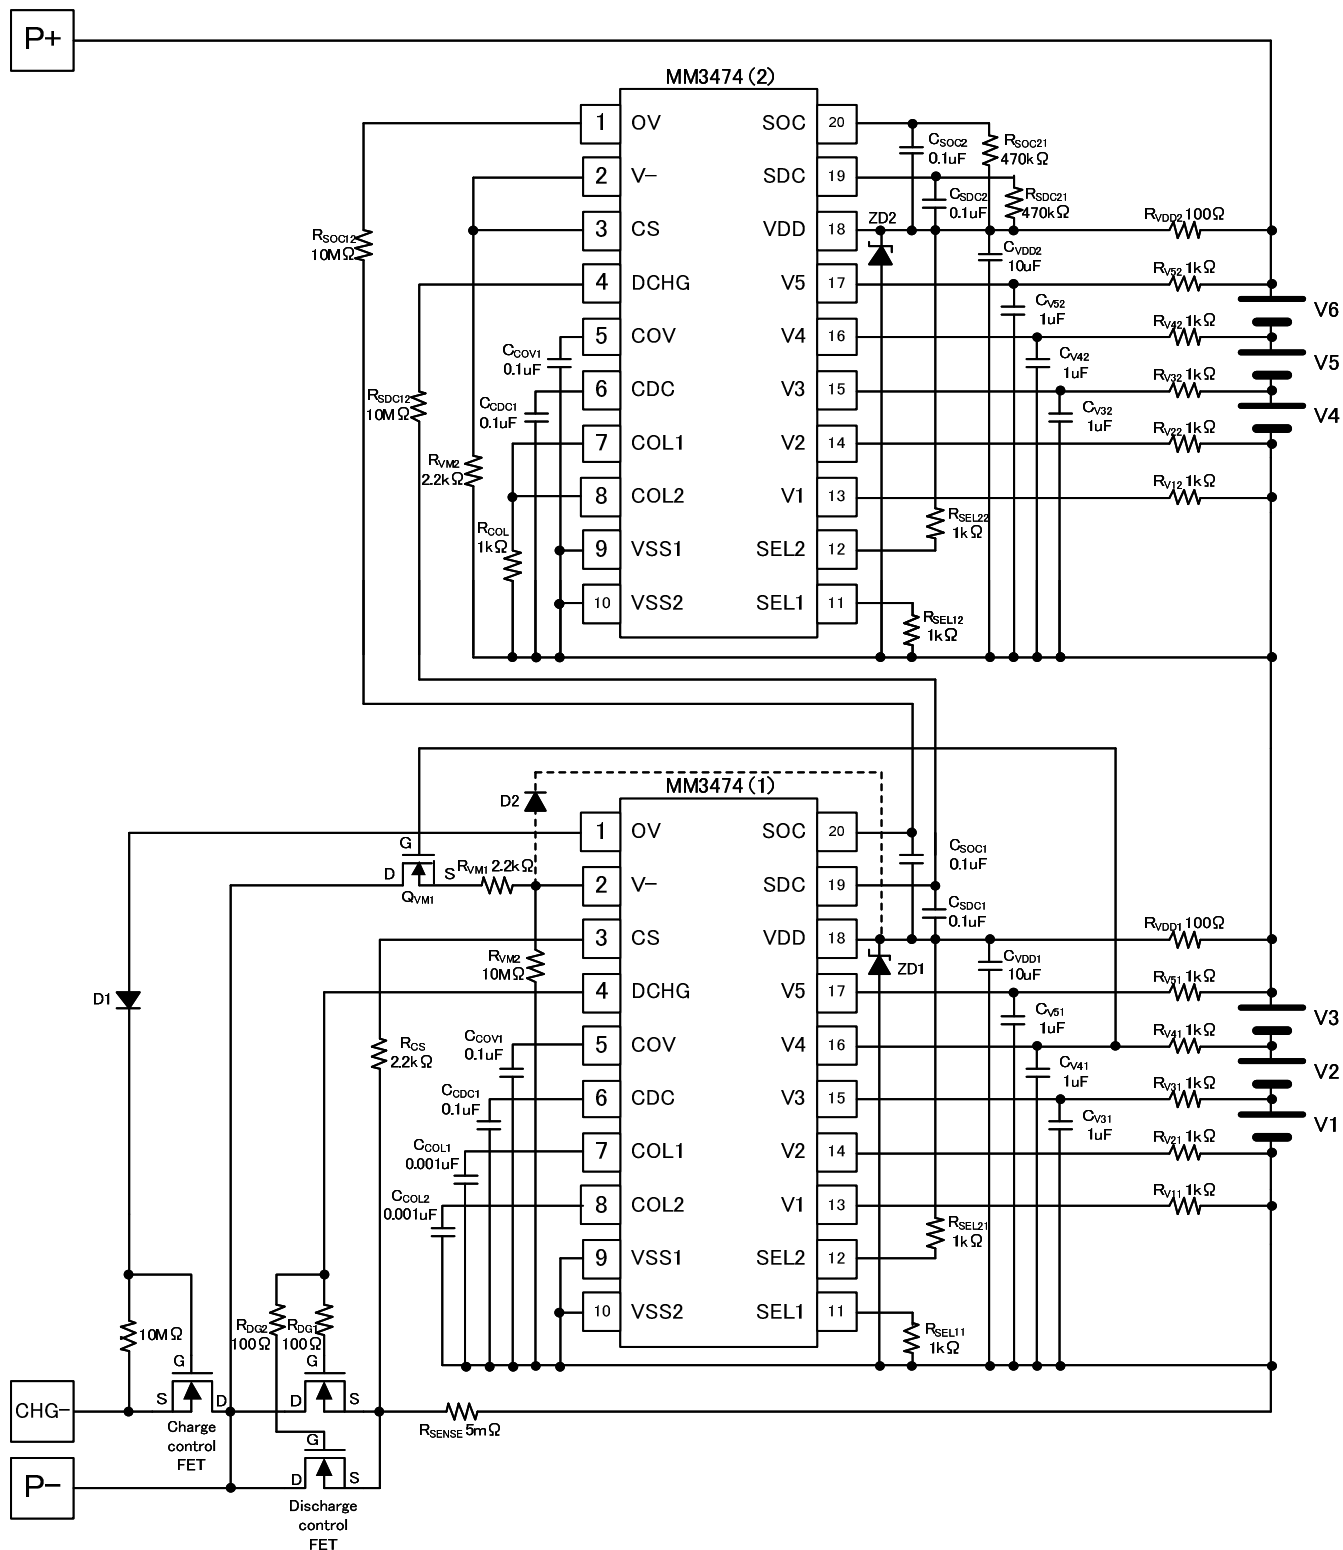 P+
MM3474(2)
1 OV
SOC 20
CSOC2
0.1uF
RSOC21
470kΩ
2 V-
SDC 19
CSDC2
0.1uF
RSDC21
470kΩ
RSOC12
10MΩ
3 CS
VDD 18
ZD2
CVDD2
10uF
RVDD2 100Ω
4 DCHG
V5 17
CV52
1uF
RV52 1kΩ
V6
5 COV
V4 16
CCOV1
0.1uF
CV42
1uF
RV42 1kΩ
V5
RSDC12
10MΩ
6 CDC
V3 15
CCDC1
0.1uF
CV32
1uF
RV32 1kΩ
V4
7 COL1
V2 14
RV22 1kΩ
RVM2
2.2kΩ
8 COL2
V1 13
RV12 1kΩ
RCOL
1kΩ
RSEL22
1kΩ
9 VSS1
SEL2 12
10 VSS2
SEL1 11
RSEL12
1kΩ
MM3474(1)
D2
1 OV
SOC 20
CSOC1
0.1uF
G
D
S
QVM1
RVM1 2.2kΩ
2 V-
SDC 19
CSDC1
0.1uF
3 CS
VDD 18
ZD1
CVDD1
10uF
RVDD1 100Ω
RVM2
10MΩ
D1
4 DCHG
V5 17
CV51
1uF
RV51 1kΩ
V3
RCS
2.2kΩ
CCOV1
0.1uF
5 COV
V4 16
CV41
1uF
RV41 1kΩ
V2
CCDC1
0.1uF
6 CDC
V3 15
CV31
1uF
RV31 1kΩ
V1
CCOL1
0.001uF
7 COL1
V2 14
RV21 1kΩ
CCOL2
0.001uF
8 COL2
V1 13
RV11 1kΩ
RSEL21
1kΩ
9 VSS1
SEL2 12
10 VSS2
SEL1 11
RSEL11
1kΩ
10MΩ
RDG2
100Ω
RDG1
100Ω
G
G
S
D
D
S
CHG-
Charge
control
FET
RSENSE 5mΩ
G
D
S
P-
Discharge
control
FET